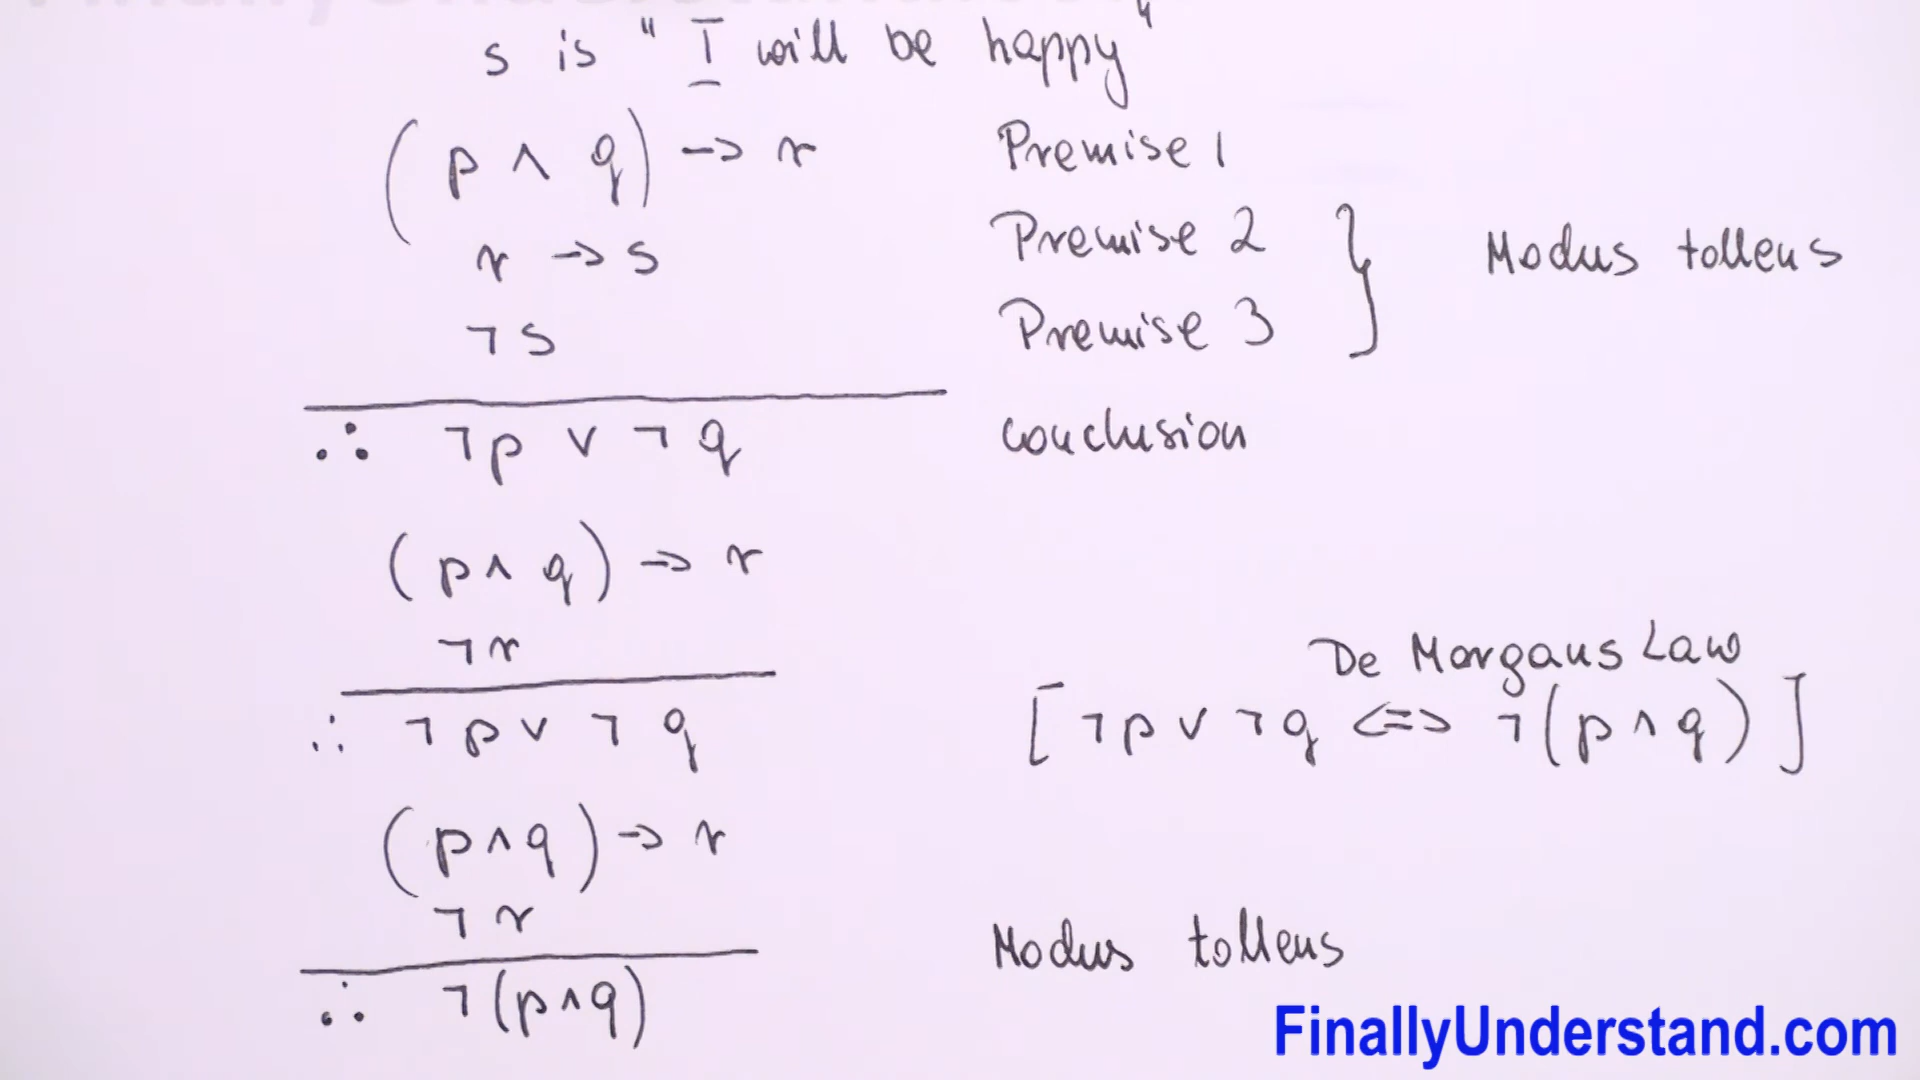 s is "I will be happy"
(p ∧ q) -> r Premise 1
r -> s Premise 2 } Modus tollens
¬s Premise 3
∴ ¬p ∨ ¬q conclusion
(p ∧ q) -> r
¬r De Morgans Law
∴ ¬p ∨ ¬q [¬p ∨ ¬q <=> ¬(p ∧ q)]
(p ∧ q) -> r
¬r Modus tollens
∴ ¬(p ∧ q)
FinallyUnderstand.com